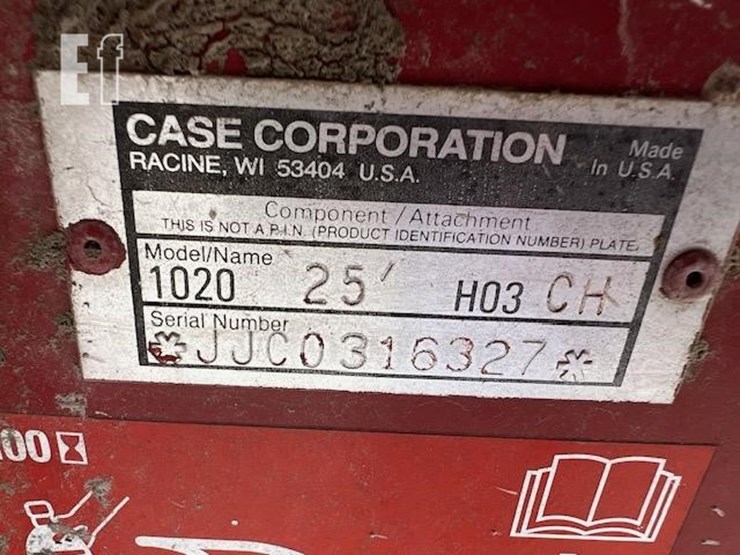 Ef
CASE CORPORATION
RACINE, WI 53404 U.S.A.
Made
In U.S.A.
Component / Attachment
THIS IS NOT A P.I.N. (PRODUCT IDENTIFICATION NUMBER) PLATE.
Model/Name
1020 25' H03 CH
Serial Number
*JJC0316327*
100